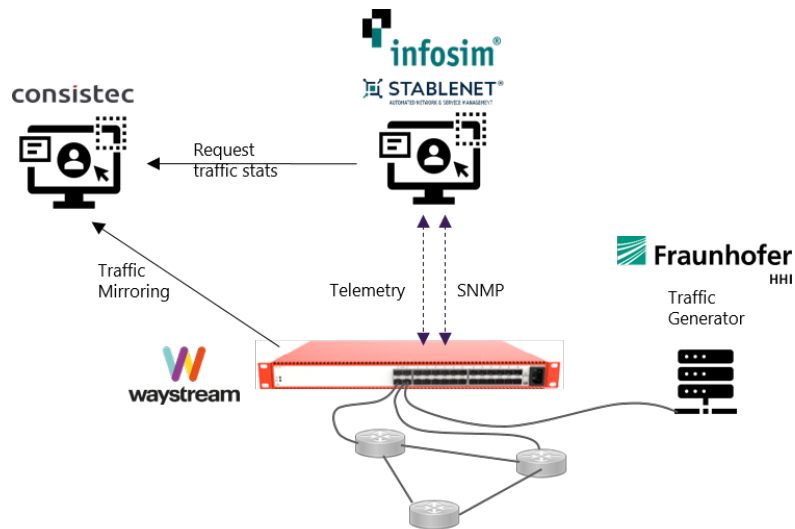 infosim®
STABLENET®
AUTOMATED NETWORK & SERVICE MANAGEMENT
consistec
Request
traffic stats
Traffic
Mirroring
Telemetry
SNMP
Fraunhofer
HHI
Traffic
Generator
waystream